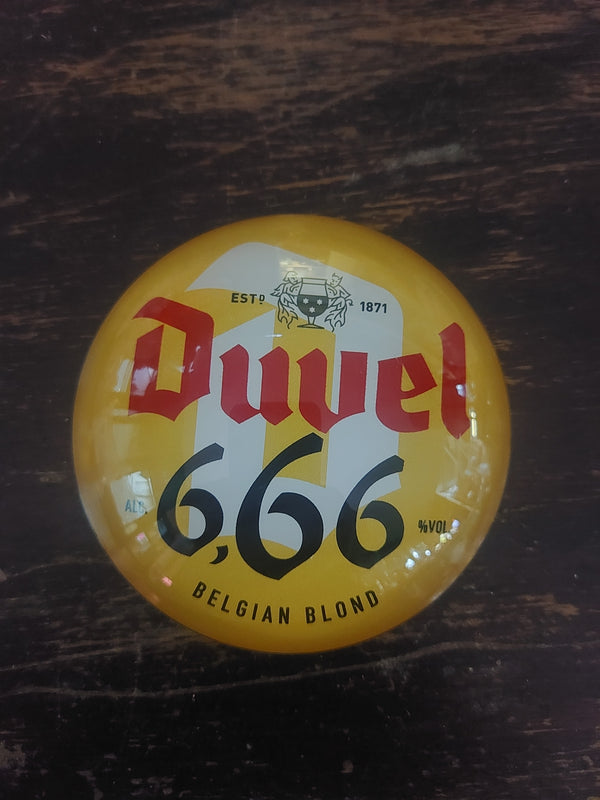 ESTD 1871
Duvel
ALC. 6,66 %VOL.
BELGIAN BLOND